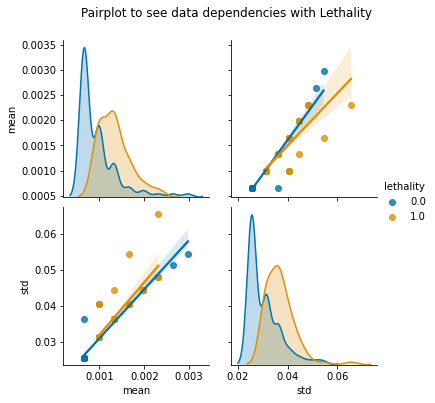 Pairplot to see data dependencies with Lethality
0.0035
0.0030
0.0025
0.0020
0.0015
0.0010
0.0005
mean
lethality
0.0
1.0
0.06
0.05
0.04
0.03
std
0.001 0.002 0.003
mean
0.02 0.04 0.06
std